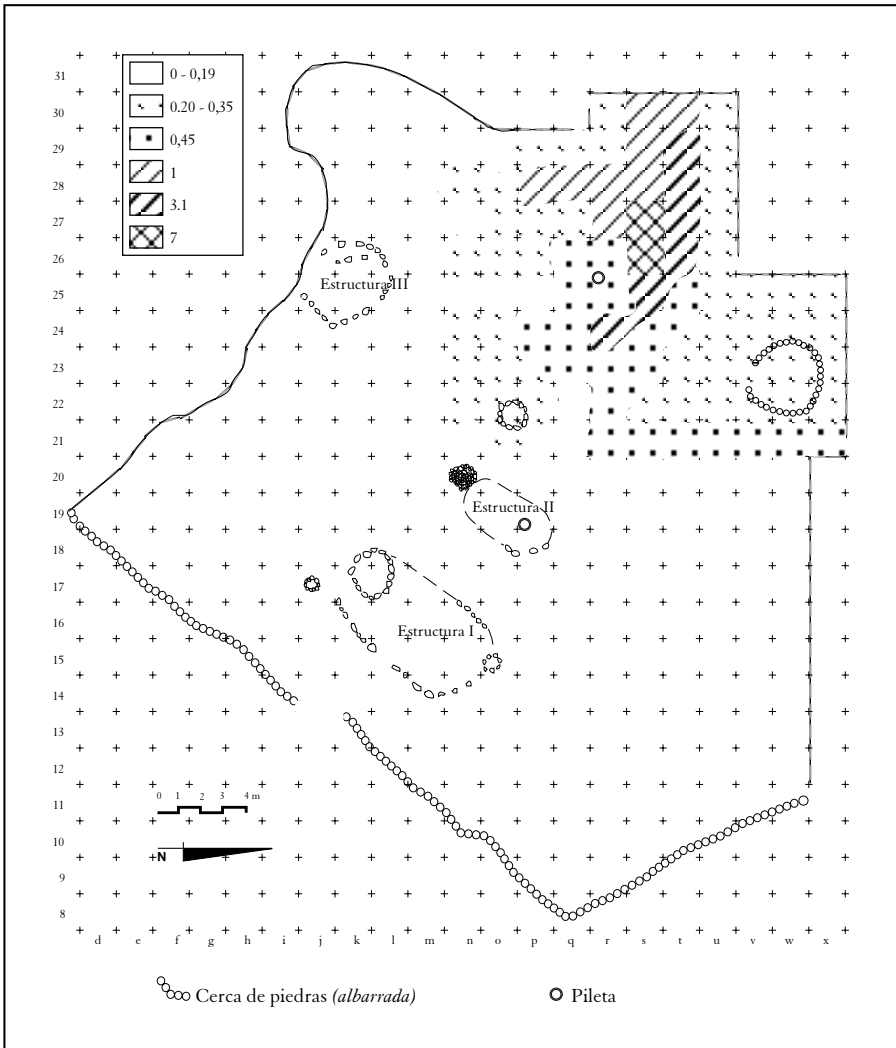 31
30
29
28
27
26
25
24
23
22
21
20
19
18
17
16
15
14
13
12
11
10
9
8
0 - 0,19
0.20 - 0,35
0,45
1
3.1
7
Estructura III
Estructura II
Estructura I
0 1 2 3 4 m
N
d e f g h i j k l m n o p q r s t u v w x
Cerca de piedras (albarrada)
Pileta